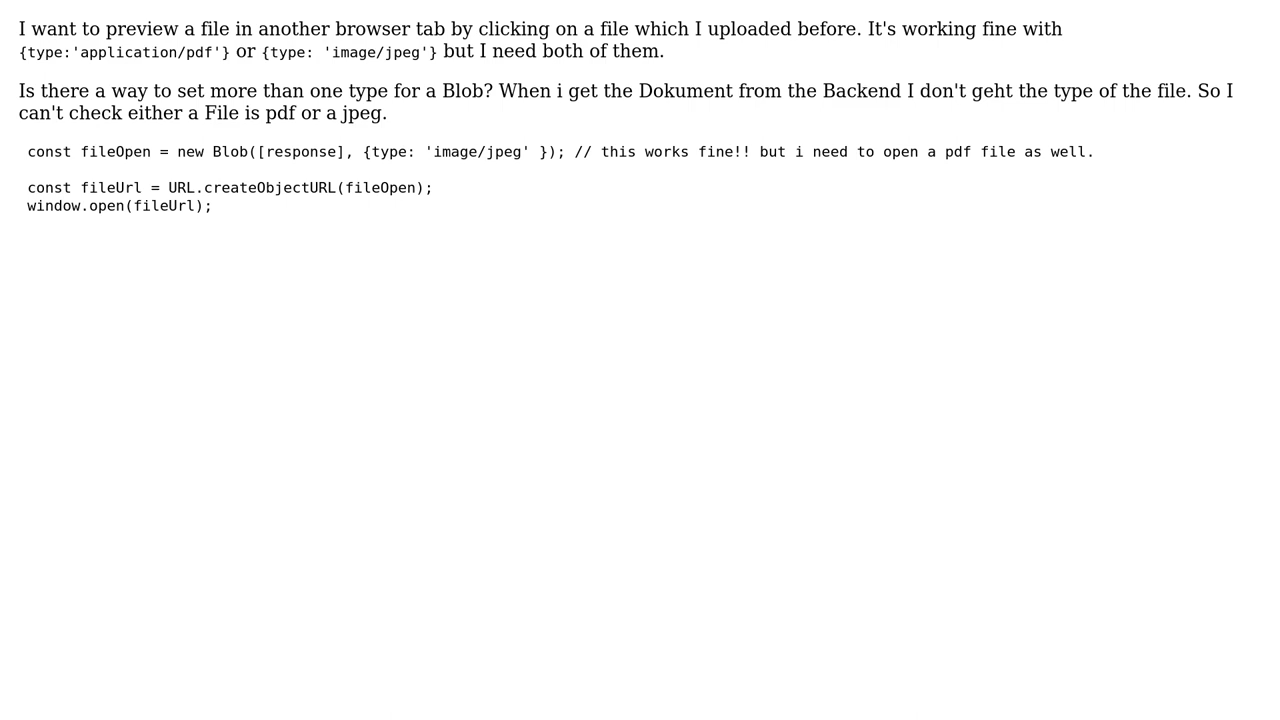 I want to preview a file in another browser tab by clicking on a file which I uploaded before. It's working fine with
{type:'application/pdf'} or {type: 'image/jpeg'} but I need both of them.
Is there a way to set more than one type for a Blob? When i get the Dokument from the Backend I don't geht the type of the file. So I
can't check either a File is pdf or a jpeg.
const fileOpen = new Blob([response], {type: 'image/jpeg' }); // this works fine!! but i need to open a pdf file as well.
const fileUrl = URL.createObjectURL(fileOpen);
window.open(fileUrl);